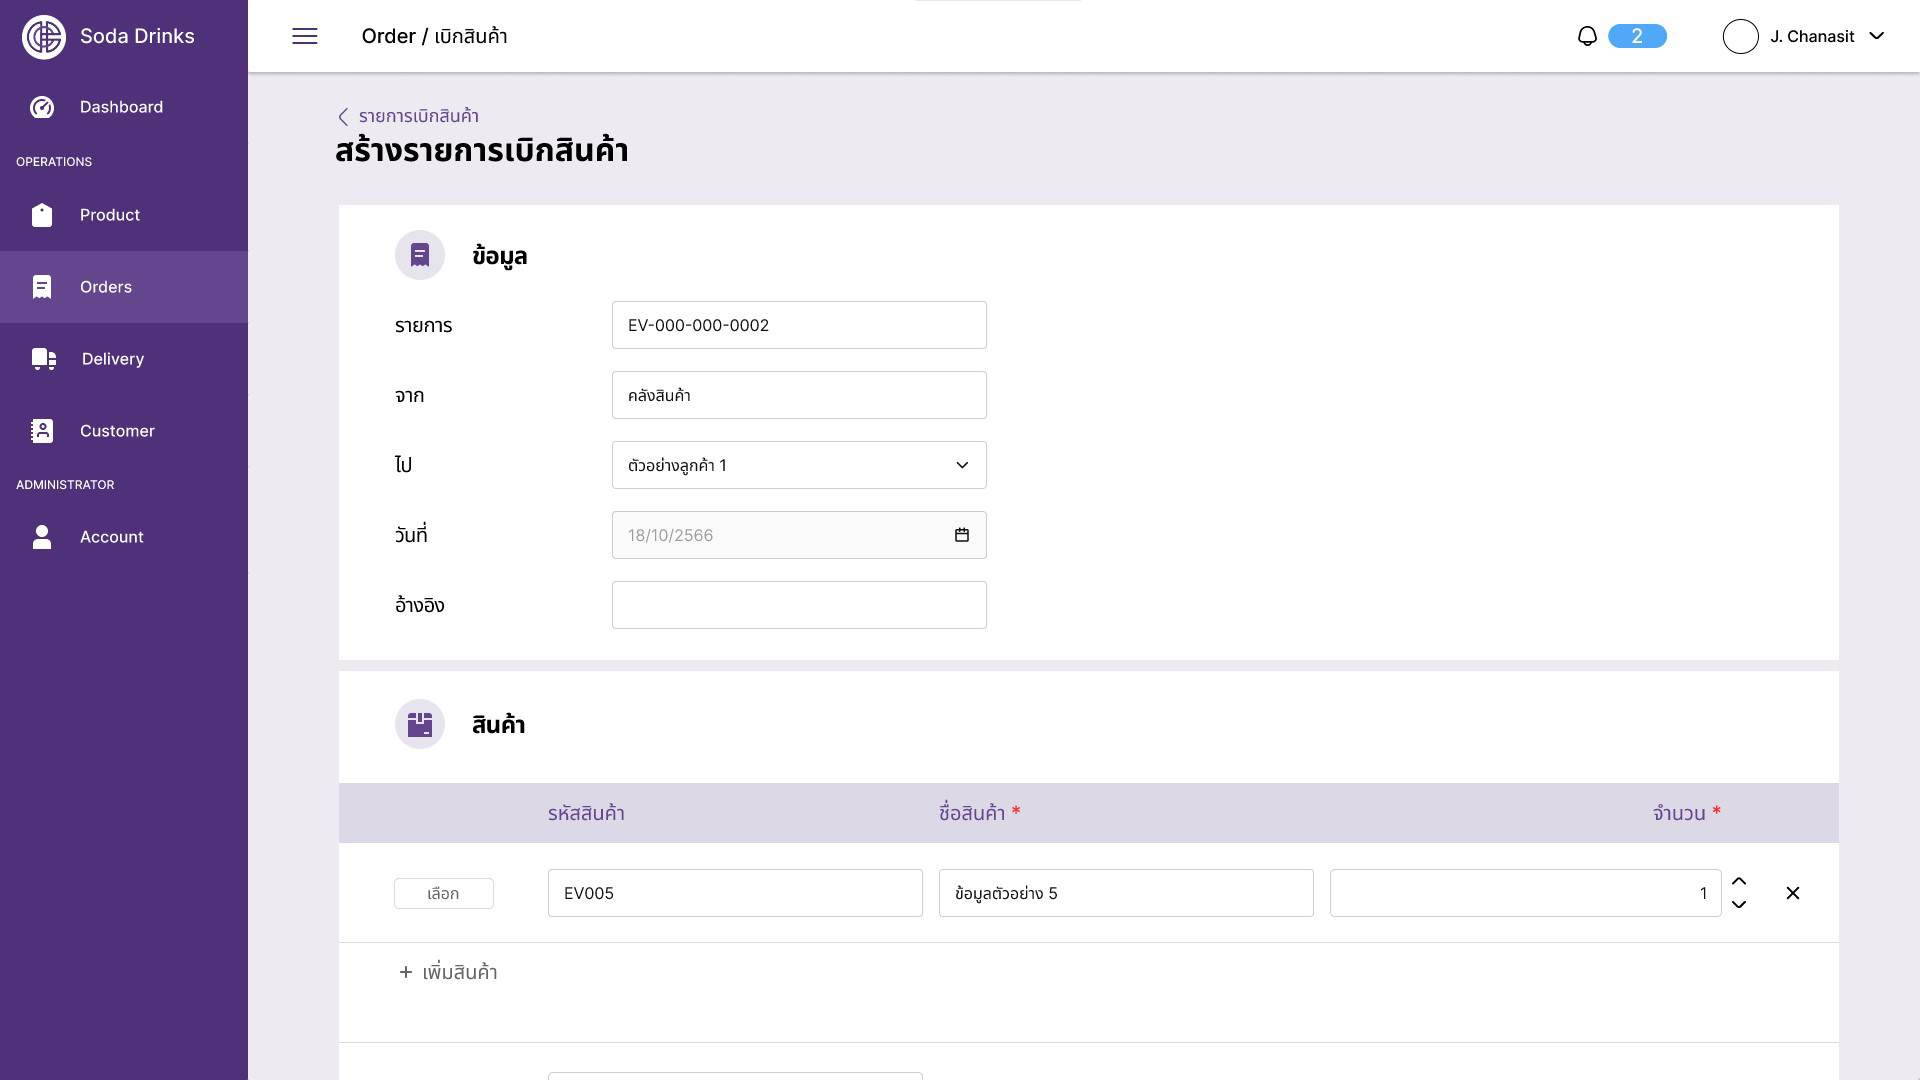 Soda Drinks
Order / เบิกสินค้า
2
J. Chanasit
Dashboard
OPERATIONS
Product
Orders
Delivery
Customer
ADMINISTRATOR
Account
รายการเบิกสินค้า
สร้างรายการเบิกสินค้า
ข้อมูล
รายการ
EV-000-000-0002
จาก
คลังสินค้า
ไป
ตัวอย่างลูกค้า 1
วันที่
18/10/2566
อ้างอิง
สินค้า
รหัสสินค้า ชื่อสินค้า * จำนวน *
เลือก EV005 ข้อมูลตัวอย่าง 5 1
+ เพิ่มสินค้า